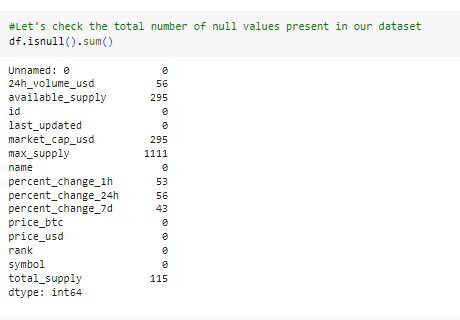 #Let's check the total number of null values present in our dataset
df.isnull().sum()
Unnamed: 0 0
24h_volume_usd 56
available_supply 295
id 0
last_updated 0
market_cap_usd 295
max_supply 1111
name 0
percent_change_1h 53
percent_change_24h 56
percent_change_7d 43
price_btc 0
price_usd 0
rank 0
symbol 0
total_supply 115
dtype: int64